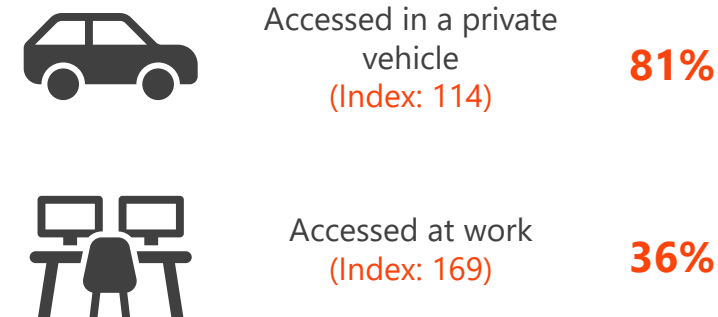 Accessed in a private
vehicle
(Index: 114)
81%
Accessed at work
(Index: 169)
36%